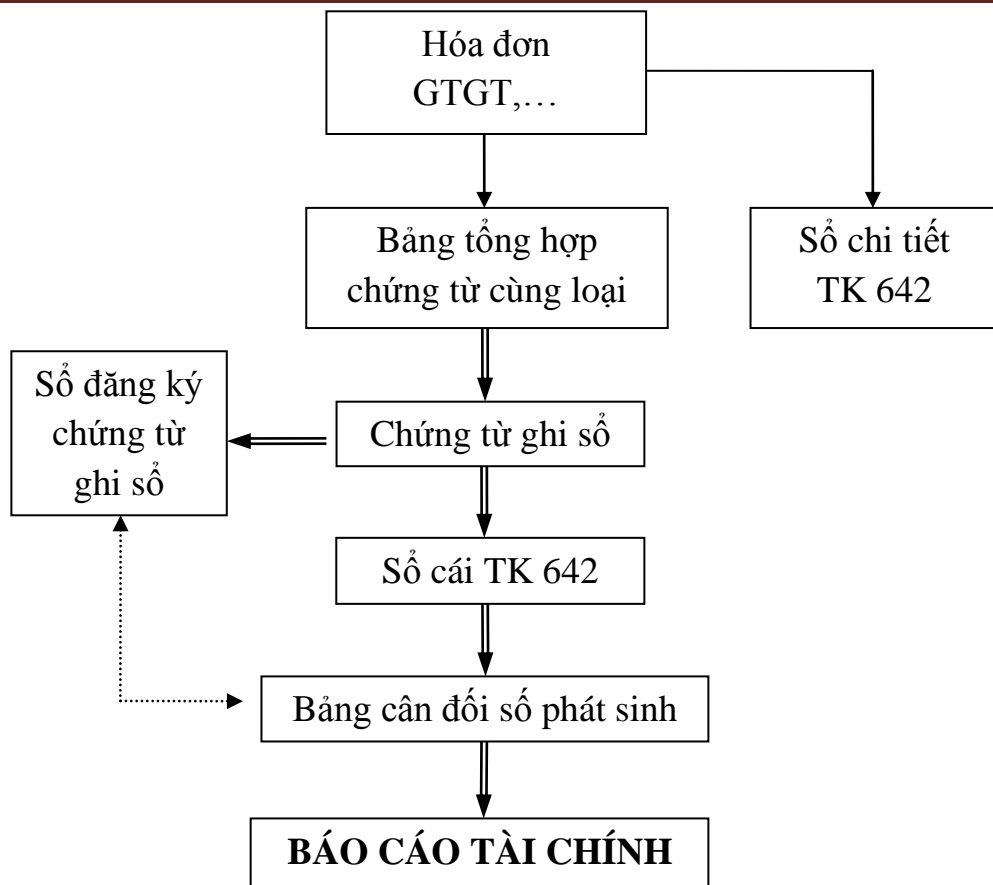 Hóa đơn
GTGT,…
Bảng tổng hợp
chứng từ cùng loại
Sổ chi tiết
TK 642
Sổ đăng ký
chứng từ
ghi sổ
Chứng từ ghi sổ
Sổ cái TK 642
Bảng cân đối số phát sinh
BÁO CÁO TÀI CHÍNH